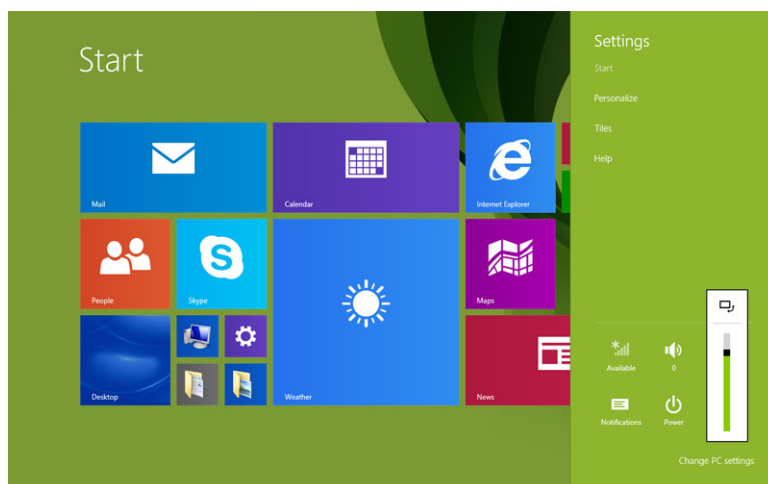 Start
Mail
Calendar
Internet Explorer
People
Skype
Maps
Desktop
Weather
News
Settings
Start
Personalize
Tiles
Help
Available
0
Notifications
Power
Change PC settings